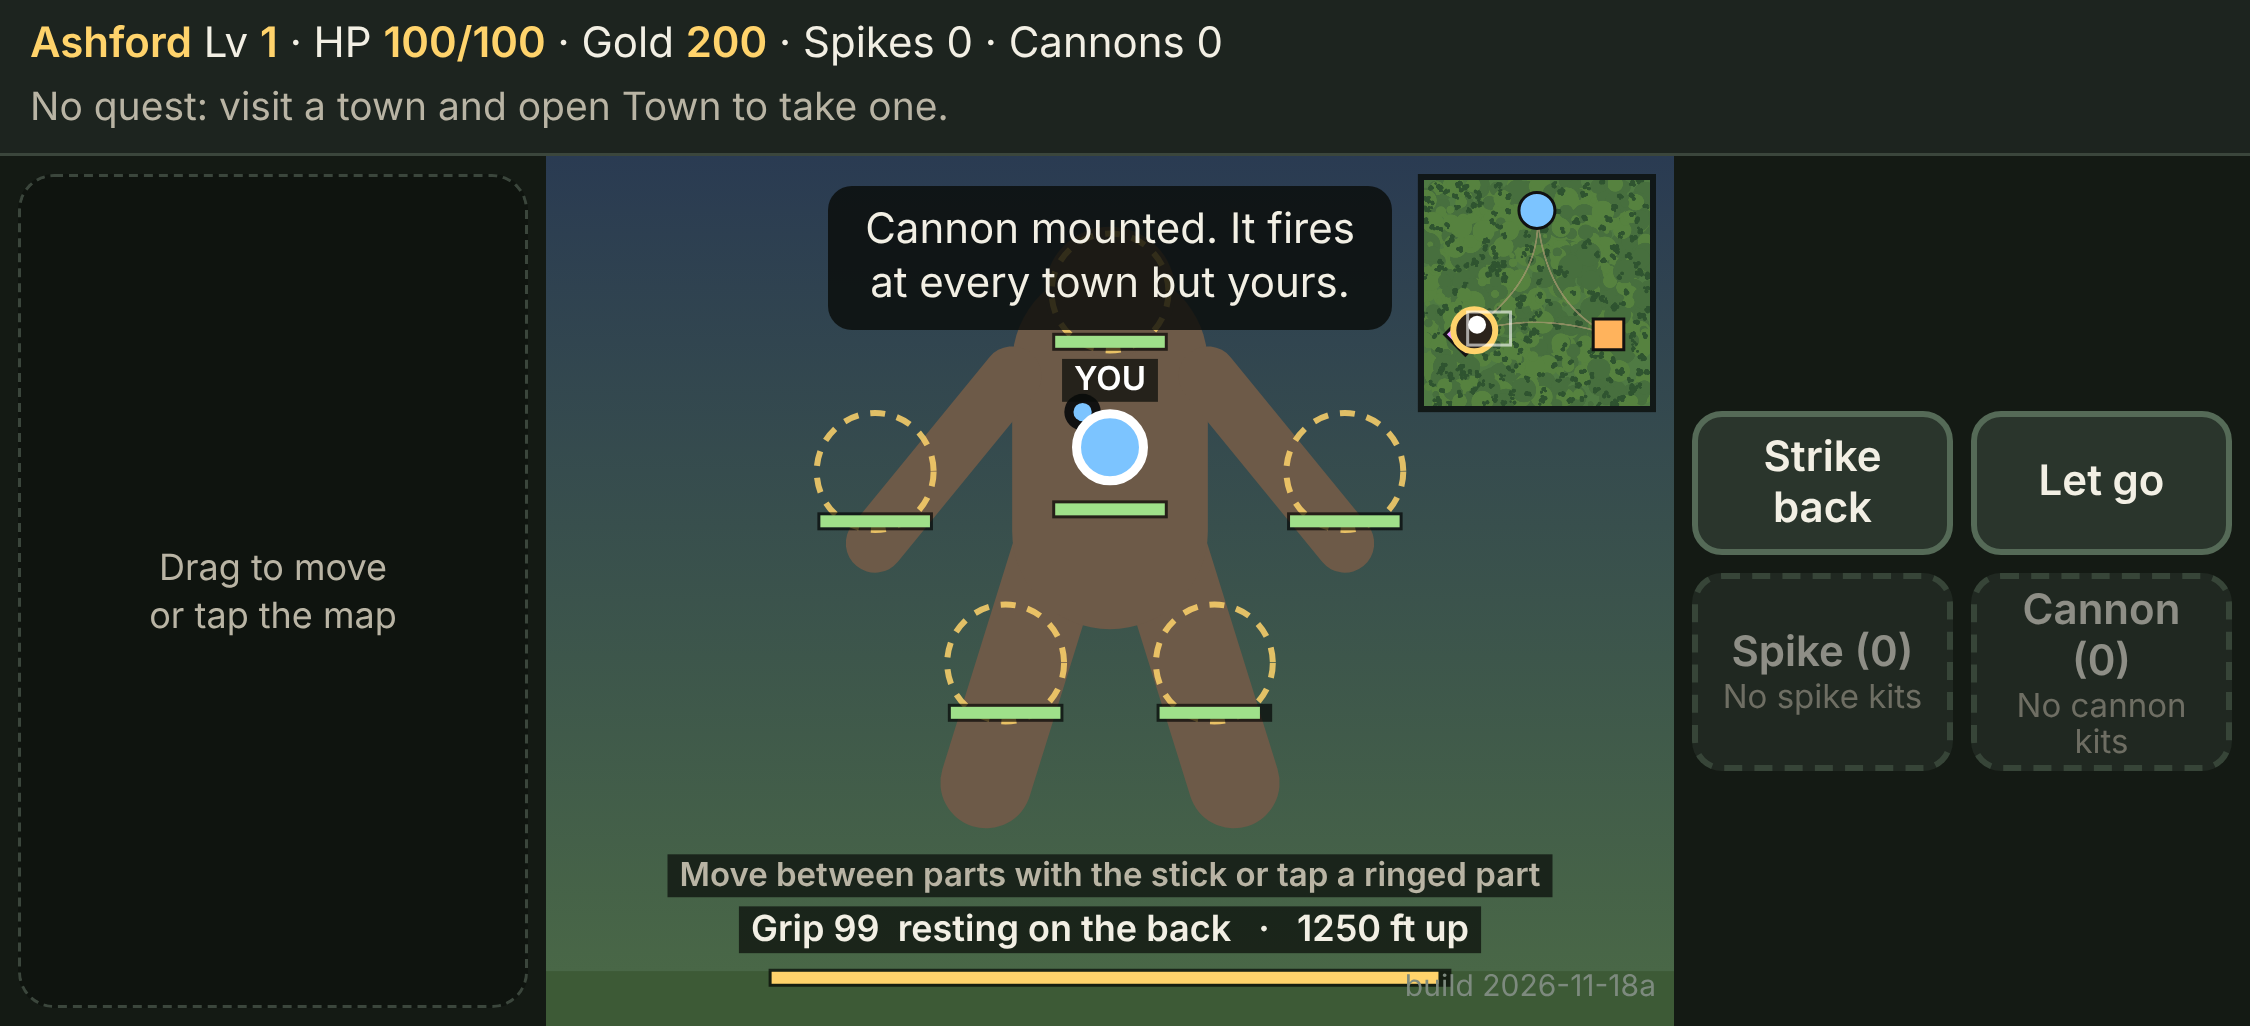 Ashford Lv 1 · HP 100/100 · Gold 200 · Spikes 0 · Cannons 0
No quest: visit a town and open Town to take one.
Cannon mounted. It fires
at every town but yours.
YOU
Drag to move
or tap the map
Strike
back
Let go
Spike (0)
No spike kits
Cannon
(0)
No cannon
kits
Move between parts with the stick or tap a ringed part
Grip 99 resting on the back · 1250 ft up
build 2026-11-18a